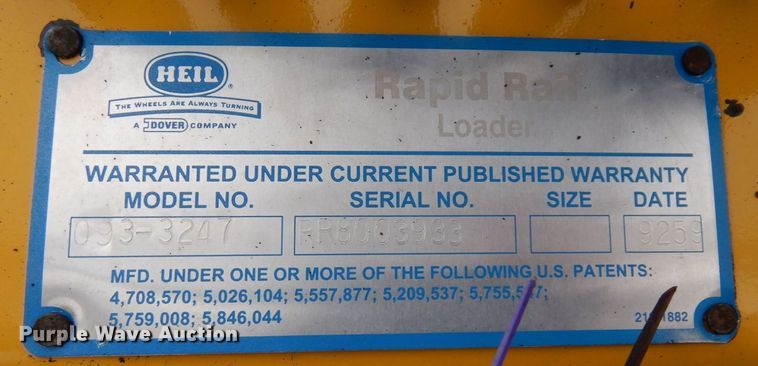 HEIL
THE WHEELS ARE ALWAYS TURNING
A DOVER COMPANY
Rapid Rail
Loader
WARRANTED UNDER CURRENT PUBLISHED WARRANTY
MODEL NO. SERIAL NO. SIZE DATE
093-3247 9259
MFD. UNDER ONE OR MORE OF THE FOLLOWING U.S. PATENTS:
4,708,570; 5,026,104; 5,557,877; 5,209,537;
5,759,008; 5,846,044
Purple Wave Auction